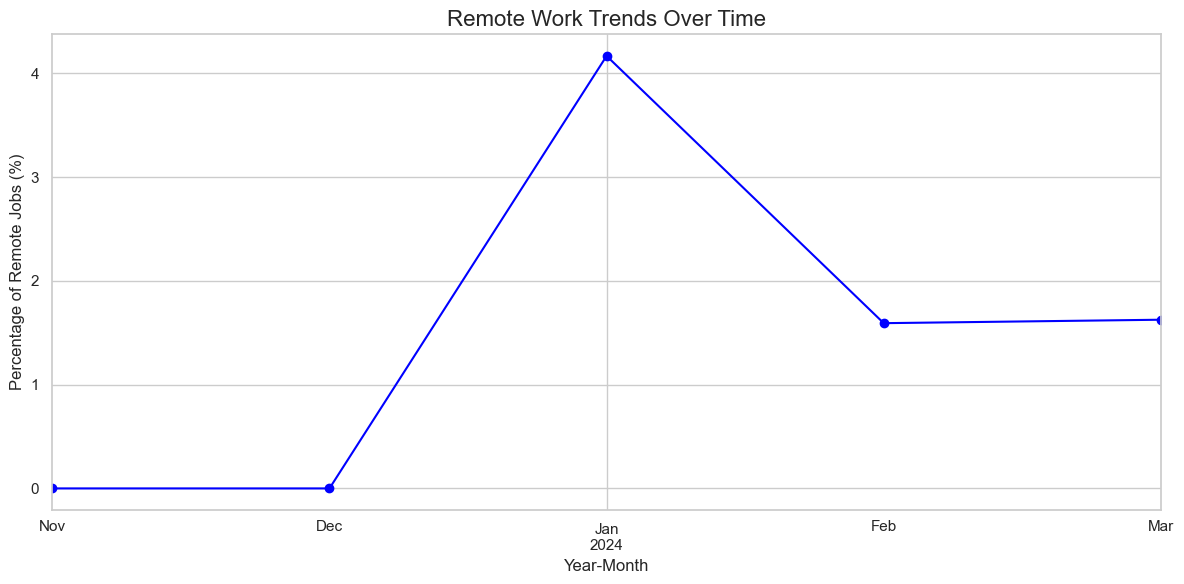 Remote Work Trends Over Time
Percentage of Remote Jobs (%)
4
3
2
1
0
Nov
Dec
Jan
2024
Feb
Mar
Year-Month